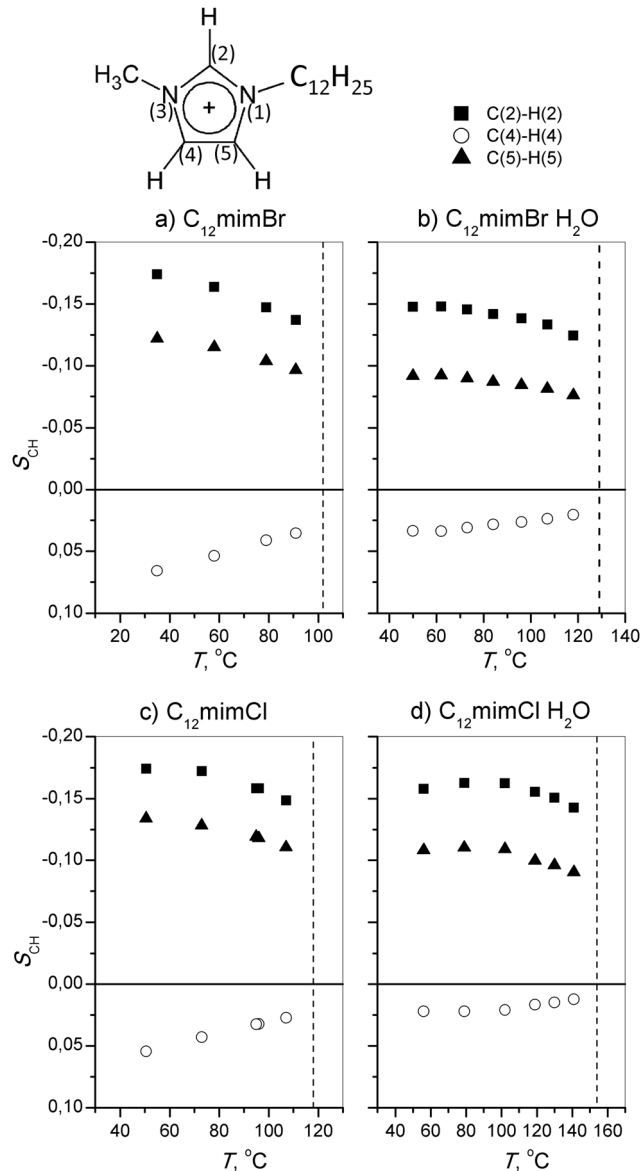 H
(2)
H₃C
N
N
C₁₂H₂₅
(3)
+
(1)
(4)
(5)
H
H
C(2)-H(2)
C(4)-H(4)
C(5)-H(5)
a) C₁₂mimBr
b) C₁₂mimBr H₂O
-0,20
-0,15
-0,10
-0,05
0,00
0,05
0,10
S_CH
20 40 60 80 100
40 60 80 100 120 140
T, °C
T, °C
c) C₁₂mimCl
d) C₁₂mimCl H₂O
-0,20
-0,15
-0,10
-0,05
0,00
0,05
0,10
S_CH
40 60 80 100 120
40 60 80 100 120 140 160
T, °C
T, °C